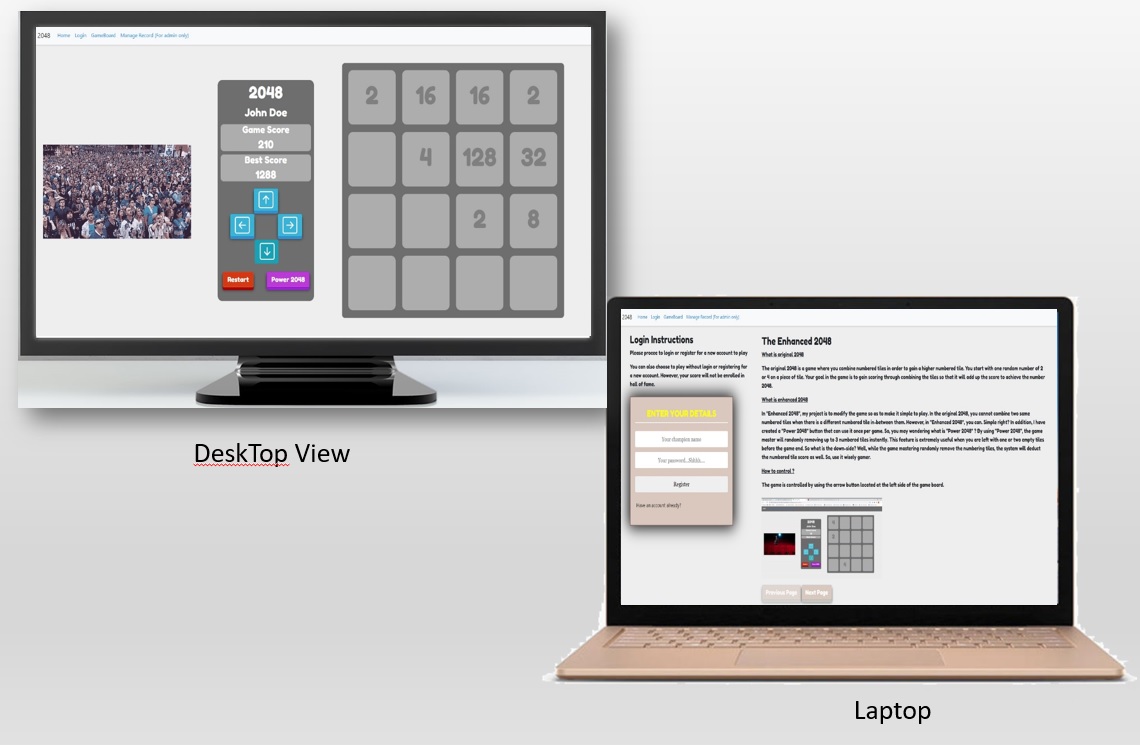 2048 Home Login GameBoard Manage Record (For admin only)
2048
John Doe
Game Score
210
Best Score
1288
Restart Power 2048
2 16 16 2
4 128 32
2 8
DeskTop View
2048 Home Login GameBoard Manage Record (For admin only)
Login Instructions
Please procee to login or register for a new account to play
You can also choose to play without login or registering for
a new account. However, your score will not be enrolled in
hall of fame.
ENTER YOUR DETAILS
Your champion name
Your password...Shhhh...
Register
Have an account already?
The Enhanced 2048
What is original 2048
The original 2048 is a game where you combine numbered tiles in order to gain a higher numbered tile. You start with one random number of 2
or 4 on a piece of tile. Your goal in the game is to gain scoring through combining the tiles so that it will add up the score to achieve the number
2048.
What is enhanced 2048
In "Enhanced 2048", my project is to modify the game so as to make it simple to play. In the original 2048, you cannot combine two same
numbered tiles when there is a different numbered tile in-between them. However, in "Enhanced 2048", you can. Simple right? In addition, I have
created a "Power 2048" button that can use it once per game. So, you may wondering what is "Power 2048" ? By using "Power 2048", the game
master will randomly removing up to 3 numbered tiles instantly. This feature is extremely useful when you are left with one or two empty tiles
before the game end. So what is the down-side? Well, while the game mastering randomly remove the numbering tiles, the system will deduct
the numbered tile score as well. So, use it wisely gamer.
How to control ?
The game is controlled by using the arrow button located at the left side of the game board.
Previous Page Next Page
Laptop